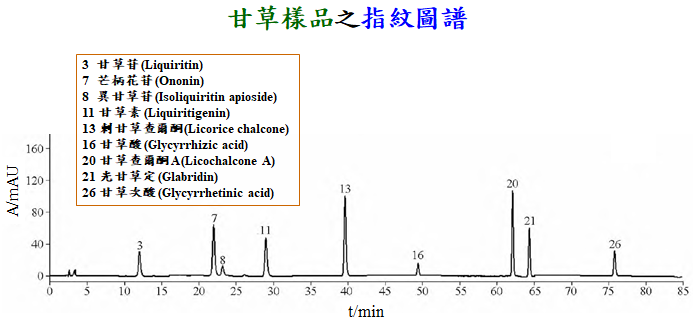 甘草樣品之指紋圖譜
3 甘草苷(Liquiritin)
7 芒柄花苷(Ononin)
8 異甘草苷(Isoliquiritin apioside)
11 甘草素(Liquiritigenin)
13 刺甘草查爾酮(Licorice chalcone)
16 甘草酸(Glycyrrhizic acid)
20 甘草查爾酮A(Licochalcone A)
21 光甘草定(Glabridin)
26 甘草次酸(Glycyrrhetinic acid)
A/mAU
160
120
80
40
0
3
7
8
11
13
16
20
21
26
0 5 10 15 20 25 30 35 40 45 50 55 60 65 70 75 80 85
t/min